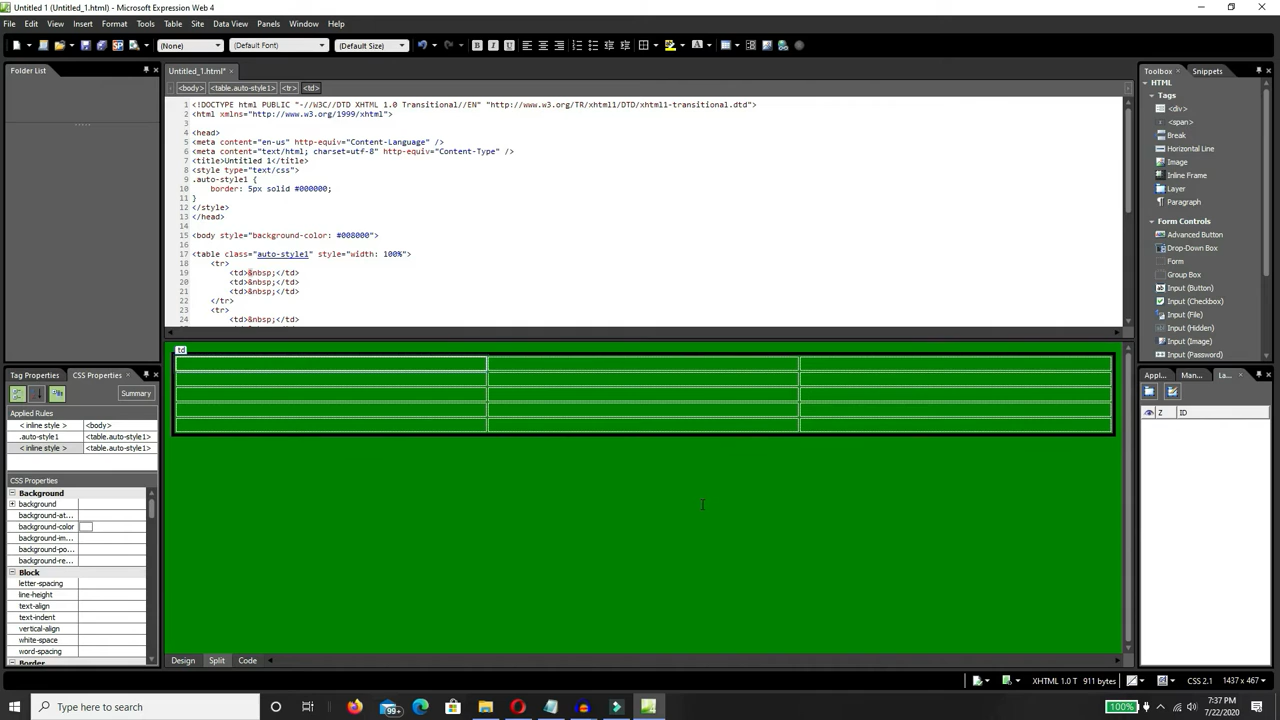 Untitled 1 (Untitled_1.html) - Microsoft Expression Web 4
File Edit View Insert Format Tools Table Site Data View Panels Window Help
(None) (Default Font) (Default Size)
Folder List
Untitled_1.html*
<body> <table.auto-style1> <tr> <td>
1 <!DOCTYPE html PUBLIC "-//W3C//DTD XHTML 1.0 Transitional//EN" "http://www.w3.org/TR/xhtml1/DTD/xhtml1-transitional.dtd">
2 <html xmlns="http://www.w3.org/1999/xhtml">
3
4 <head>
5 <meta content="en-us" http-equiv="Content-Language" />
6 <meta content="text/html; charset=utf-8" http-equiv="Content-Type" />
7 <title>Untitled 1</title>
8 <style type="text/css">
9 .auto-style1 {
10 border: 5px solid #000000;
11 }
12 </style>
13 </head>
14
15 <body style="background-color: #008000">
16
17 <table class="auto-style1" style="width: 100%">
18 <tr>
19 <td>&nbsp;</td>
20 <td>&nbsp;</td>
21 <td>&nbsp;</td>
22 </tr>
23 <tr>
24 <td>&nbsp;</td>
td
Design Split Code
Toolbox Snippets
HTML
Tags
<div>
<span>
Break
Horizontal Line
Image
Inline Frame
Layer
Paragraph
Form Controls
Advanced Button
Drop-Down Box
Form
Group Box
Input (Button)
Input (Checkbox)
Input (File)
Input (Hidden)
Input (Image)
Input (Password)
Tag Properties CSS Properties
Summary
Applied Rules
< inline style > <body>
.auto-style1 <table.auto-style1>
< inline style > <table.auto-style1>
CSS Properties
Background
background
background-at...
background-color
background-im...
background-po...
background-re...
Block
letter-spacing
line-height
text-align
text-indent
vertical-align
white-space
word-spacing
Border
Appl... Man... La...
Z ID
XHTML 1.0 T 911 bytes CSS 2.1 1437 x 467
Type here to search
99+
100%
7:37 PM
7/22/2020